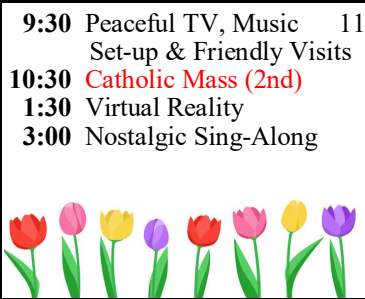 9:30 Peaceful TV, Music 11
Set-up & Friendly Visits
10:30 Catholic Mass (2nd)
1:30 Virtual Reality
3:00 Nostalgic Sing-Along